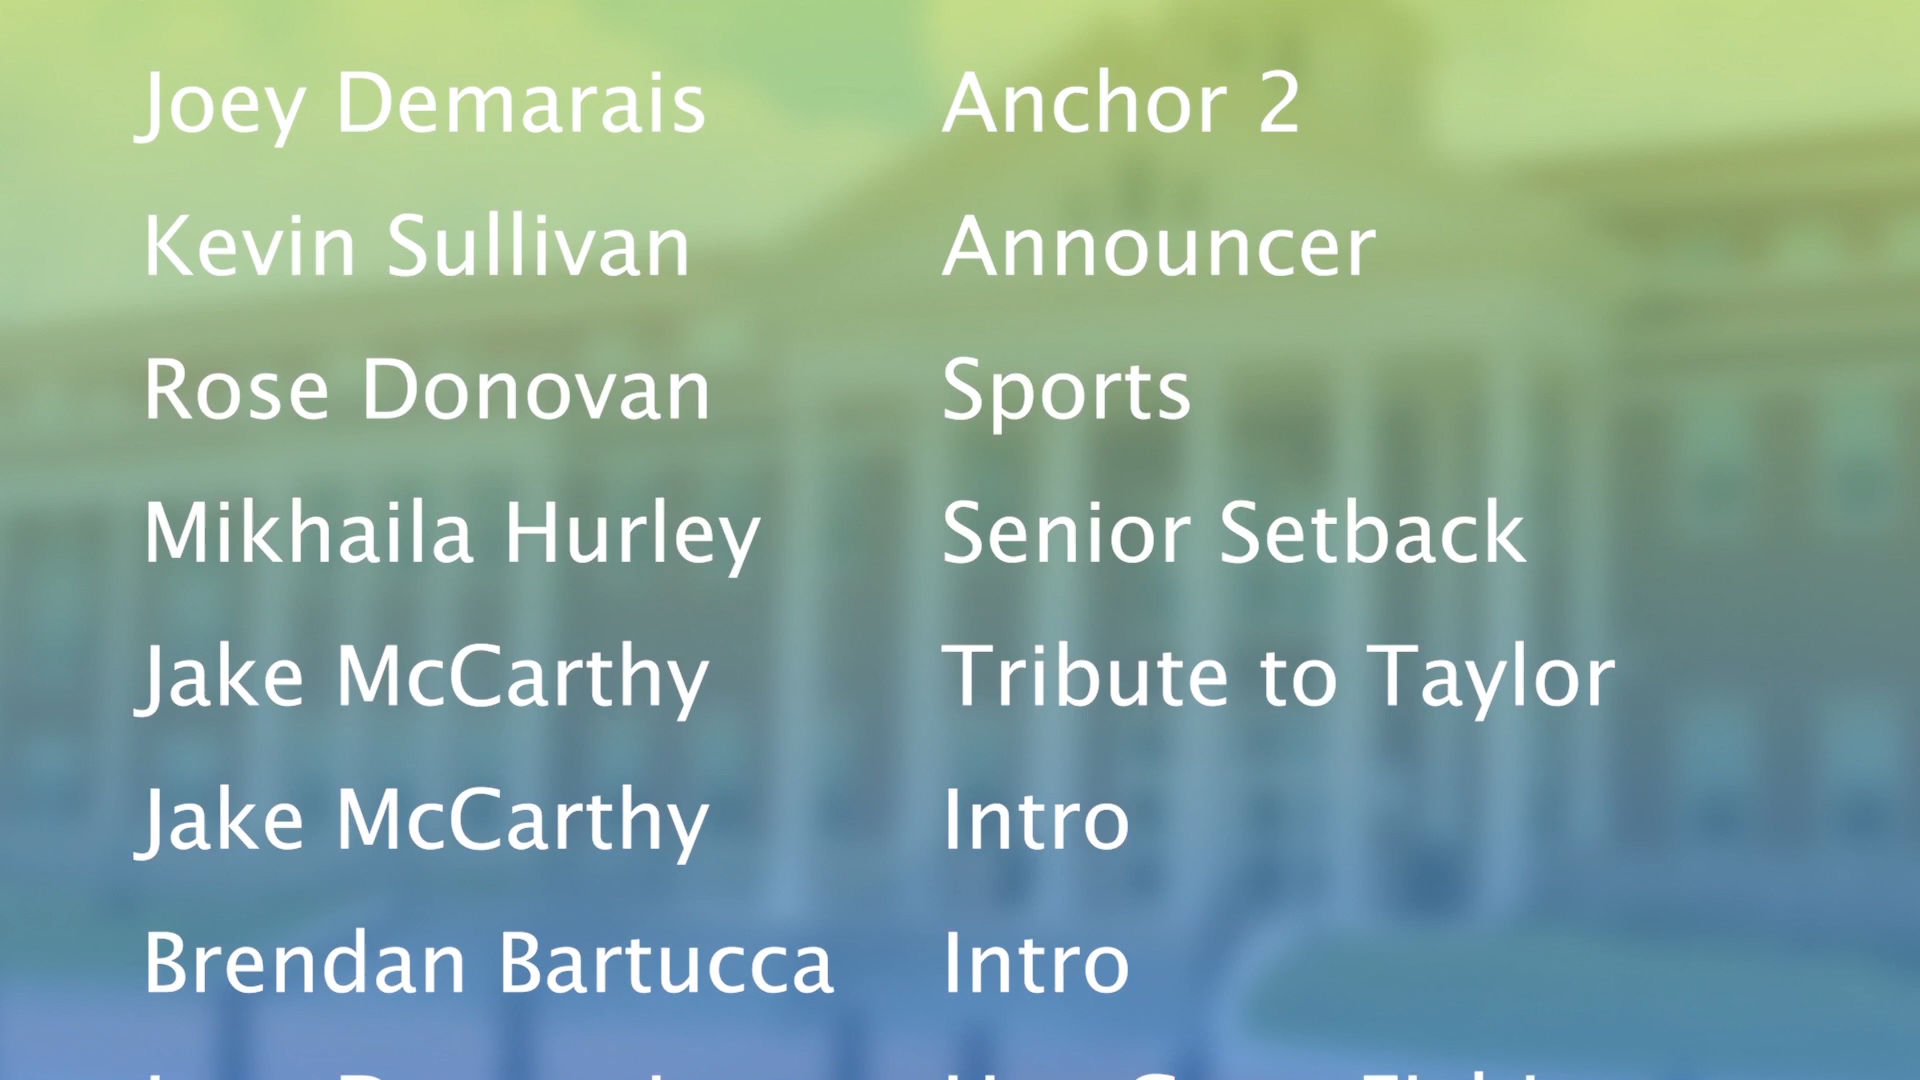 Joey Demarais Anchor 2
Kevin Sullivan Announcer
Rose Donovan Sports
Mikhaila Hurley Senior Setback
Jake McCarthy Tribute to Taylor
Jake McCarthy Intro
Brendan Bartucca Intro